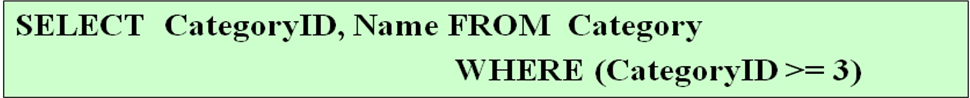 SELECT CategoryID, Name FROM Category
WHERE (CategoryID >= 3)